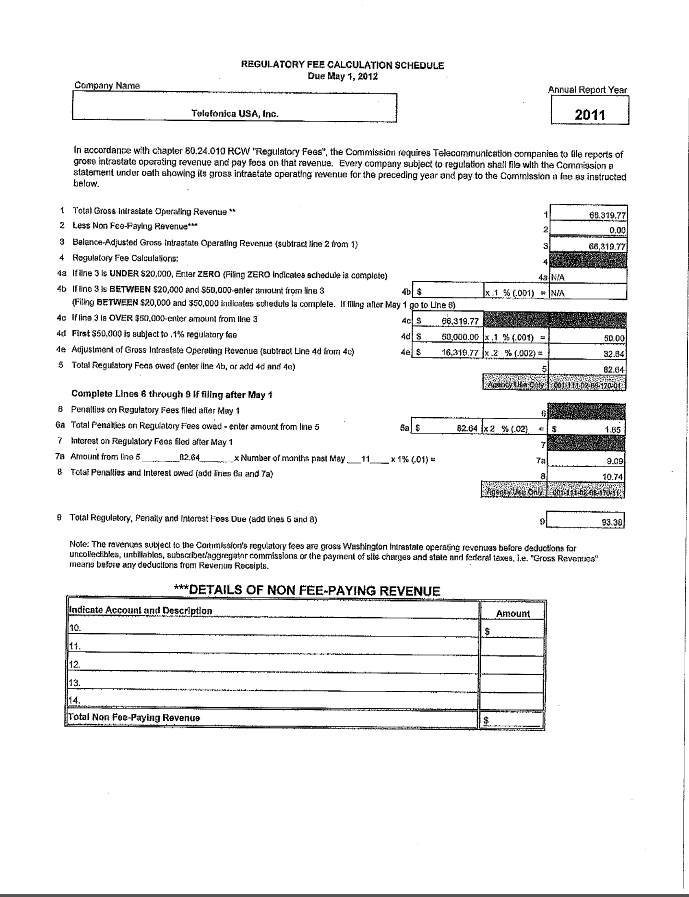 REGULATORY FEE CALCULATION SCHEDULE
Due May 1, 2012
Company Name
Annual Report Year
Telefonica USA, Inc.
2011
In accordance with chapter 80.24.010 RCW "Regulatory Fees", the Commission requires Telecommunication companies to file reports of
gross intrastate operating revenue and pay fees on that revenue. Every company subject to regulation shall file with the Commission a
statement under oath showing its gross intrastate operating revenue for the preceding year and pay to the Commission a fee as instructed
below.
1 Total Gross Intrastate Operating Revenue ** 1 66,319.77
2 Less Non Fee-Paying Revenue*** 2 0.00
3 Balance-Adjusted Gross Intrastate Operating Revenue (subtract line 2 from 1) 3 66,319.77
4 Regulatory Fee Calculations: 4
4a If line 3 is UNDER $20,000, Enter ZERO (Filing ZERO indicates schedule is complete) 4a N/A
4b If line 3 is BETWEEN $20,000 and $50,000-enter amount from line 3 4b $ x .1 % (.001) = N/A
(Filing BETWEEN $20,000 and $50,000 indicates schedule is complete. If filing after May 1 go to Line 6)
4c If line 3 is OVER $50,000-enter amount from line 3 4c $ 66,319.77
4d First $50,000 is subject to .1% regulatory fee 4d $ 50,000.00 x .1 % (.001) = 50.00
4e Adjustment of Gross Intrastate Operating Revenue (subtract Line 4d from 4c) 4e $ 16,319.77 x .2 % (.002) = 32.64
5 Total Regulatory Fees owed (enter line 4b, or add 4d and 4e) 5 82.64
Agency Use Only 001-111-02-68-170-01
Complete Lines 6 through 9 if filing after May 1
6 Penalties on Regulatory Fees filed after May 1 6
6a Total Penalties on Regulatory Fees owed - enter amount from line 5 6a $ 82.64 x 2 % (.02) = $ 1.65
7 Interest on Regulatory Fees filed after May 1 7
7a Amount from line 5 82.64 x Number of months past May 11 x 1% (.01) = 7a 9.09
8 Total Penalties and Interest owed (add lines 6a and 7a) 8 10.74
Agency Use Only 001-111-02-68-170-11
9 Total Regulatory, Penalty and Interest Fees Due (add lines 5 and 8) 9 93.38
Note: The revenues subject to the Commission's regulatory fees are gross Washington intrastate operating revenues before deductions for
uncollectibles, unbillables, subscriber/aggregator commissions or the payment of site charges and state and federal taxes, i.e. "Gross Revenues"
means before any deductions from Revenue Receipts.
***DETAILS OF NON FEE-PAYING REVENUE
Indicate Account and Description Amount
10. $
11.
12.
13.
14.
Total Non Fee-Paying Revenue $